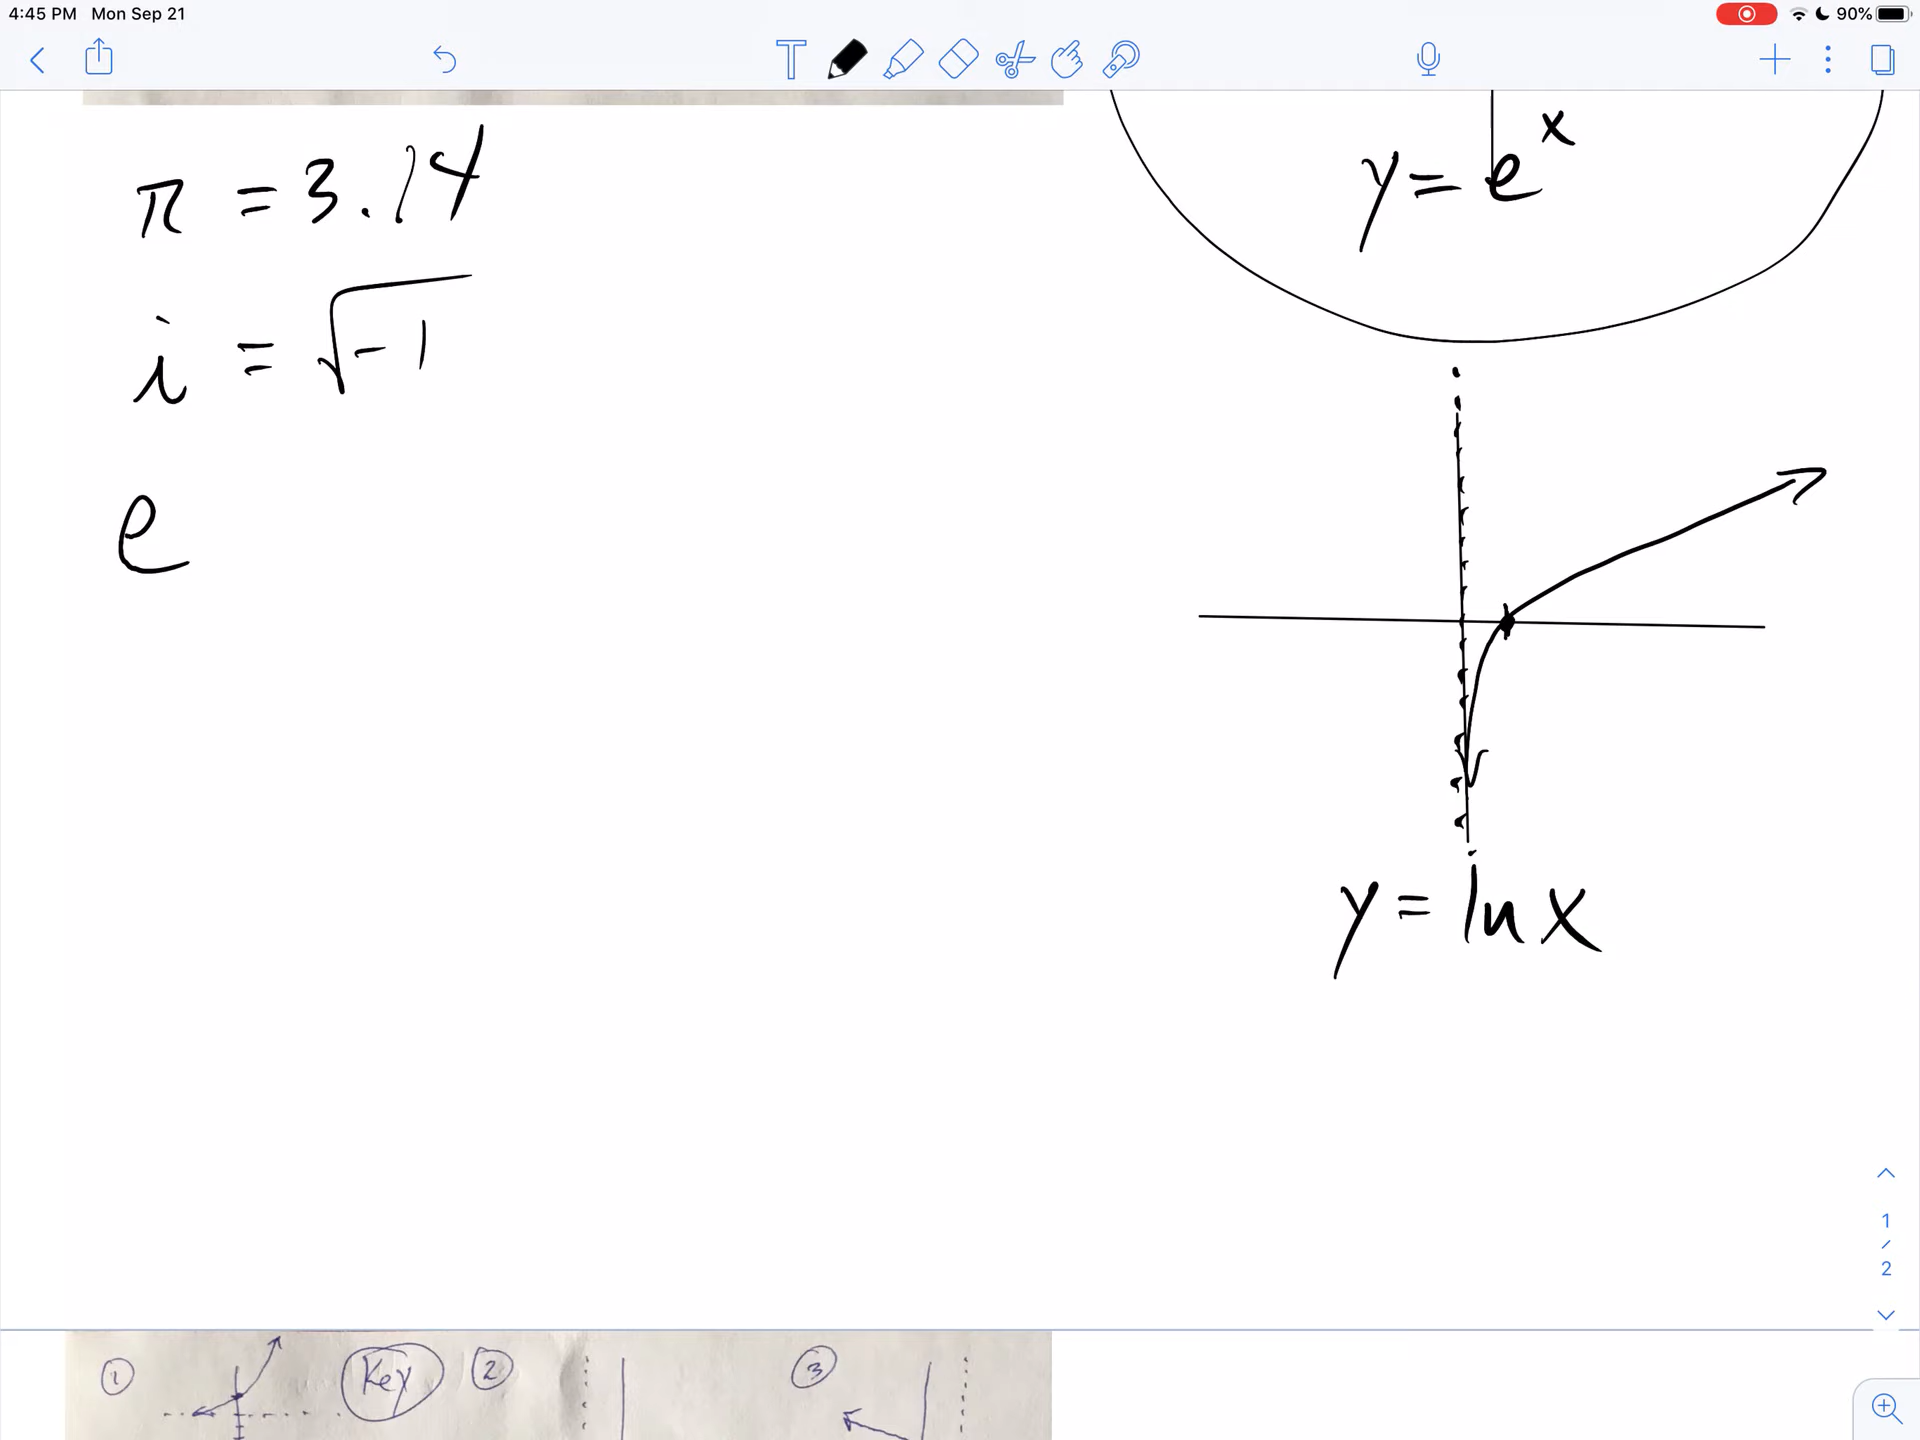 4:45 PM Mon Sep 21
90%
T
π = 3.14
i = √-1
e
y = e^x
y = ln x
1
/
2
① Key ② ③